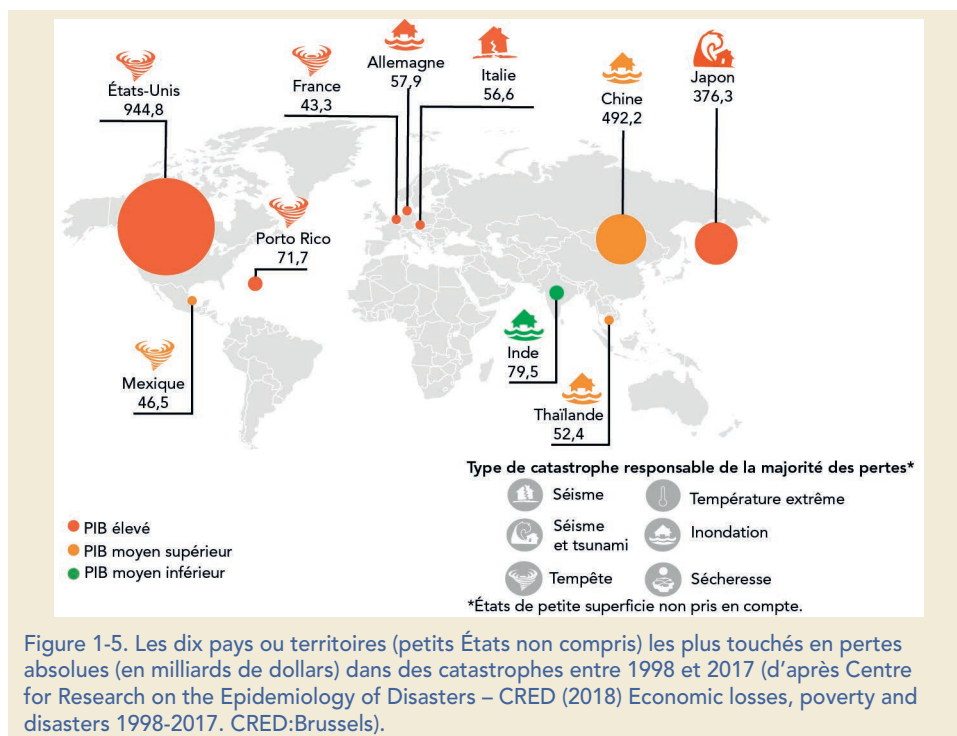 États-Unis
944,8
France
43,3
Allemagne
57,9
Italie
56,6
Chine
492,2
Japon
376,3
Porto Rico
71,7
Mexique
46,5
Inde
79,5
Thaïlande
52,4
Type de catastrophe responsable de la majorité des pertes*
Séisme
Température extrême
Séisme
et tsunami
Inondation
Tempête
Sécheresse
*États de petite superficie non pris en compte.
PIB élevé
PIB moyen supérieur
PIB moyen inférieur
Figure 1-5. Les dix pays ou territoires (petits États non compris) les plus touchés en pertes
absolues (en milliards de dollars) dans des catastrophes entre 1998 et 2017 (d’après Centre
for Research on the Epidemiology of Disasters – CRED (2018) Economic losses, poverty and
disasters 1998-2017. CRED:Brussels).